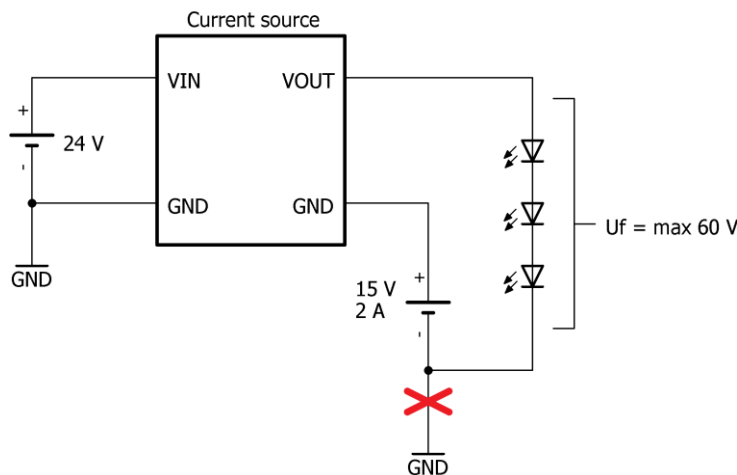 Current source
VIN
VOUT
+
24 V
-
GND
GND
Uf = max 60 V
GND
+
15 V
2 A
-
GND